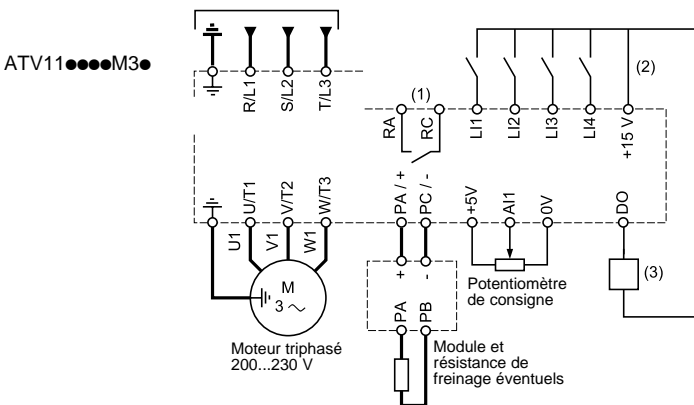 ATV11●●●●M3●
R/L1
S/L2
T/L3
(1)
(2)
RA
RC
LI1
LI2
LI3
LI4
+15 V
U/T1
V/T2
W/T3
PA / +
PC / -
+5V
AI1
0V
DO
U1
V1
W1
M
3 ~
+
-
PA
PB
(3)
Potentiomètre
de consigne
Moteur triphasé
200...230 V
Module et
résistance de
freinage éventuels